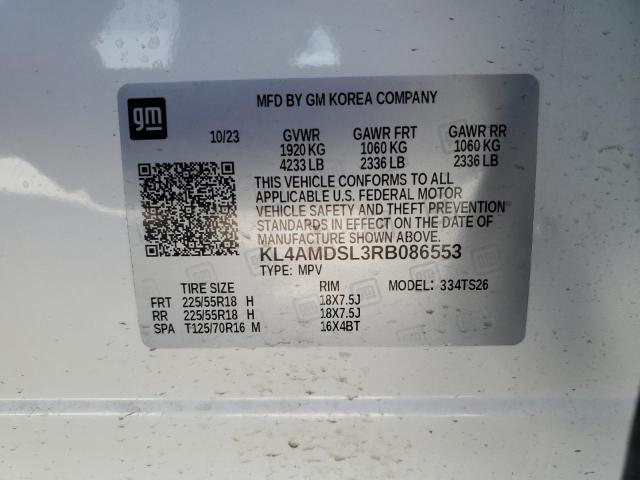 gm
MFD BY GM KOREA COMPANY
10/23 GVWR GAWR FRT GAWR RR
1920 KG 1060 KG 1060 KG
4233 LB 2336 LB 2336 LB
THIS VEHICLE CONFORMS TO ALL
APPLICABLE U.S. FEDERAL MOTOR
VEHICLE SAFETY AND THEFT PREVENTION
STANDARDS IN EFFECT ON THE DATE OF
MANUFACTURE SHOWN ABOVE.
KL4AMDSL3RB086553
TYPE: MPV
TIRE SIZE RIM MODEL: 334TS26
FRT 225/55R18 H 18X7.5J
RR 225/55R18 H 18X7.5J
SPA T125/70R16 M 16X4BT